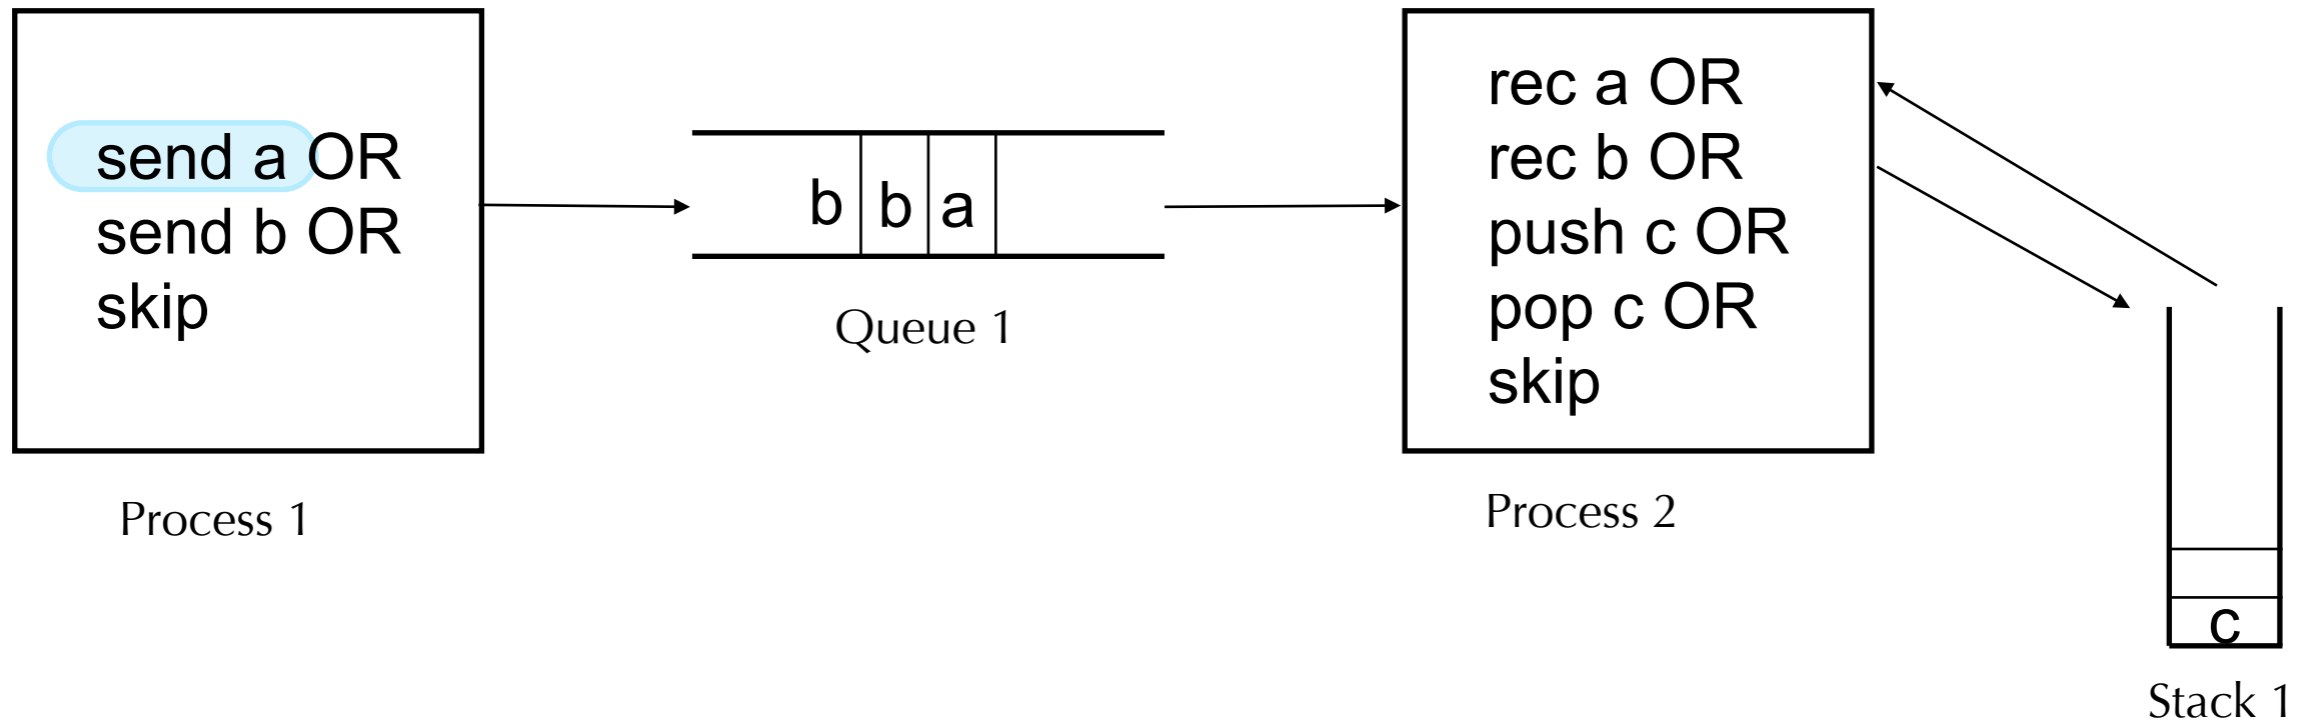 send a OR
send b OR
skip
Process 1
b b a
Queue 1
rec a OR
rec b OR
push c OR
pop c OR
skip
Process 2
c
Stack 1